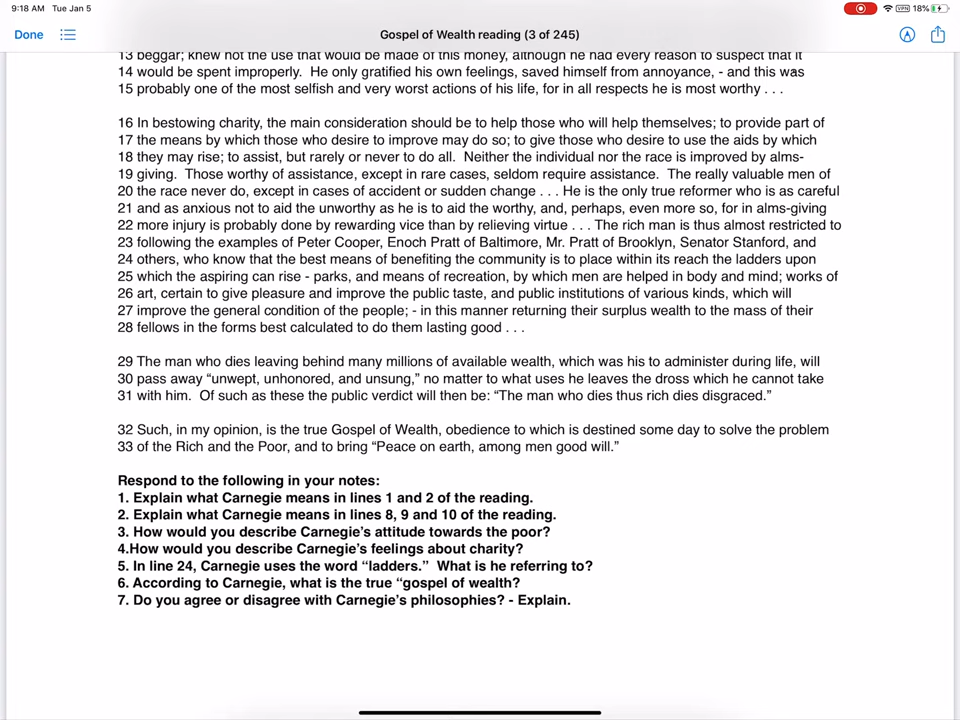 9:18 AM Tue Jan 5
VPN 18%
Done
Gospel of Wealth reading (3 of 245)
13 beggar; knew not the use that would be made of this money, although he had every reason to suspect that it
14 would be spent improperly. He only gratified his own feelings, saved himself from annoyance, - and this was
15 probably one of the most selfish and very worst actions of his life, for in all respects he is most worthy . . .
16 In bestowing charity, the main consideration should be to help those who will help themselves; to provide part of
17 the means by which those who desire to improve may do so; to give those who desire to use the aids by which
18 they may rise; to assist, but rarely or never to do all. Neither the individual nor the race is improved by alms-
19 giving. Those worthy of assistance, except in rare cases, seldom require assistance. The really valuable men of
20 the race never do, except in cases of accident or sudden change . . . He is the only true reformer who is as careful
21 and as anxious not to aid the unworthy as he is to aid the worthy, and, perhaps, even more so, for in alms-giving
22 more injury is probably done by rewarding vice than by relieving virtue . . . The rich man is thus almost restricted to
23 following the examples of Peter Cooper, Enoch Pratt of Baltimore, Mr. Pratt of Brooklyn, Senator Stanford, and
24 others, who know that the best means of benefiting the community is to place within its reach the ladders upon
25 which the aspiring can rise - parks, and means of recreation, by which men are helped in body and mind; works of
26 art, certain to give pleasure and improve the public taste, and public institutions of various kinds, which will
27 improve the general condition of the people; - in this manner returning their surplus wealth to the mass of their
28 fellows in the forms best calculated to do them lasting good . . .
29 The man who dies leaving behind many millions of available wealth, which was his to administer during life, will
30 pass away “unwept, unhonored, and unsung,” no matter to what uses he leaves the dross which he cannot take
31 with him. Of such as these the public verdict will then be: “The man who dies thus rich dies disgraced.”
32 Such, in my opinion, is the true Gospel of Wealth, obedience to which is destined some day to solve the problem
33 of the Rich and the Poor, and to bring “Peace on earth, among men good will.”
Respond to the following in your notes:
1. Explain what Carnegie means in lines 1 and 2 of the reading.
2. Explain what Carnegie means in lines 8, 9 and 10 of the reading.
3. How would you describe Carnegie’s attitude towards the poor?
4.How would you describe Carnegie’s feelings about charity?
5. In line 24, Carnegie uses the word “ladders.” What is he referring to?
6. According to Carnegie, what is the true “gospel of wealth?
7. Do you agree or disagree with Carnegie’s philosophies? - Explain.